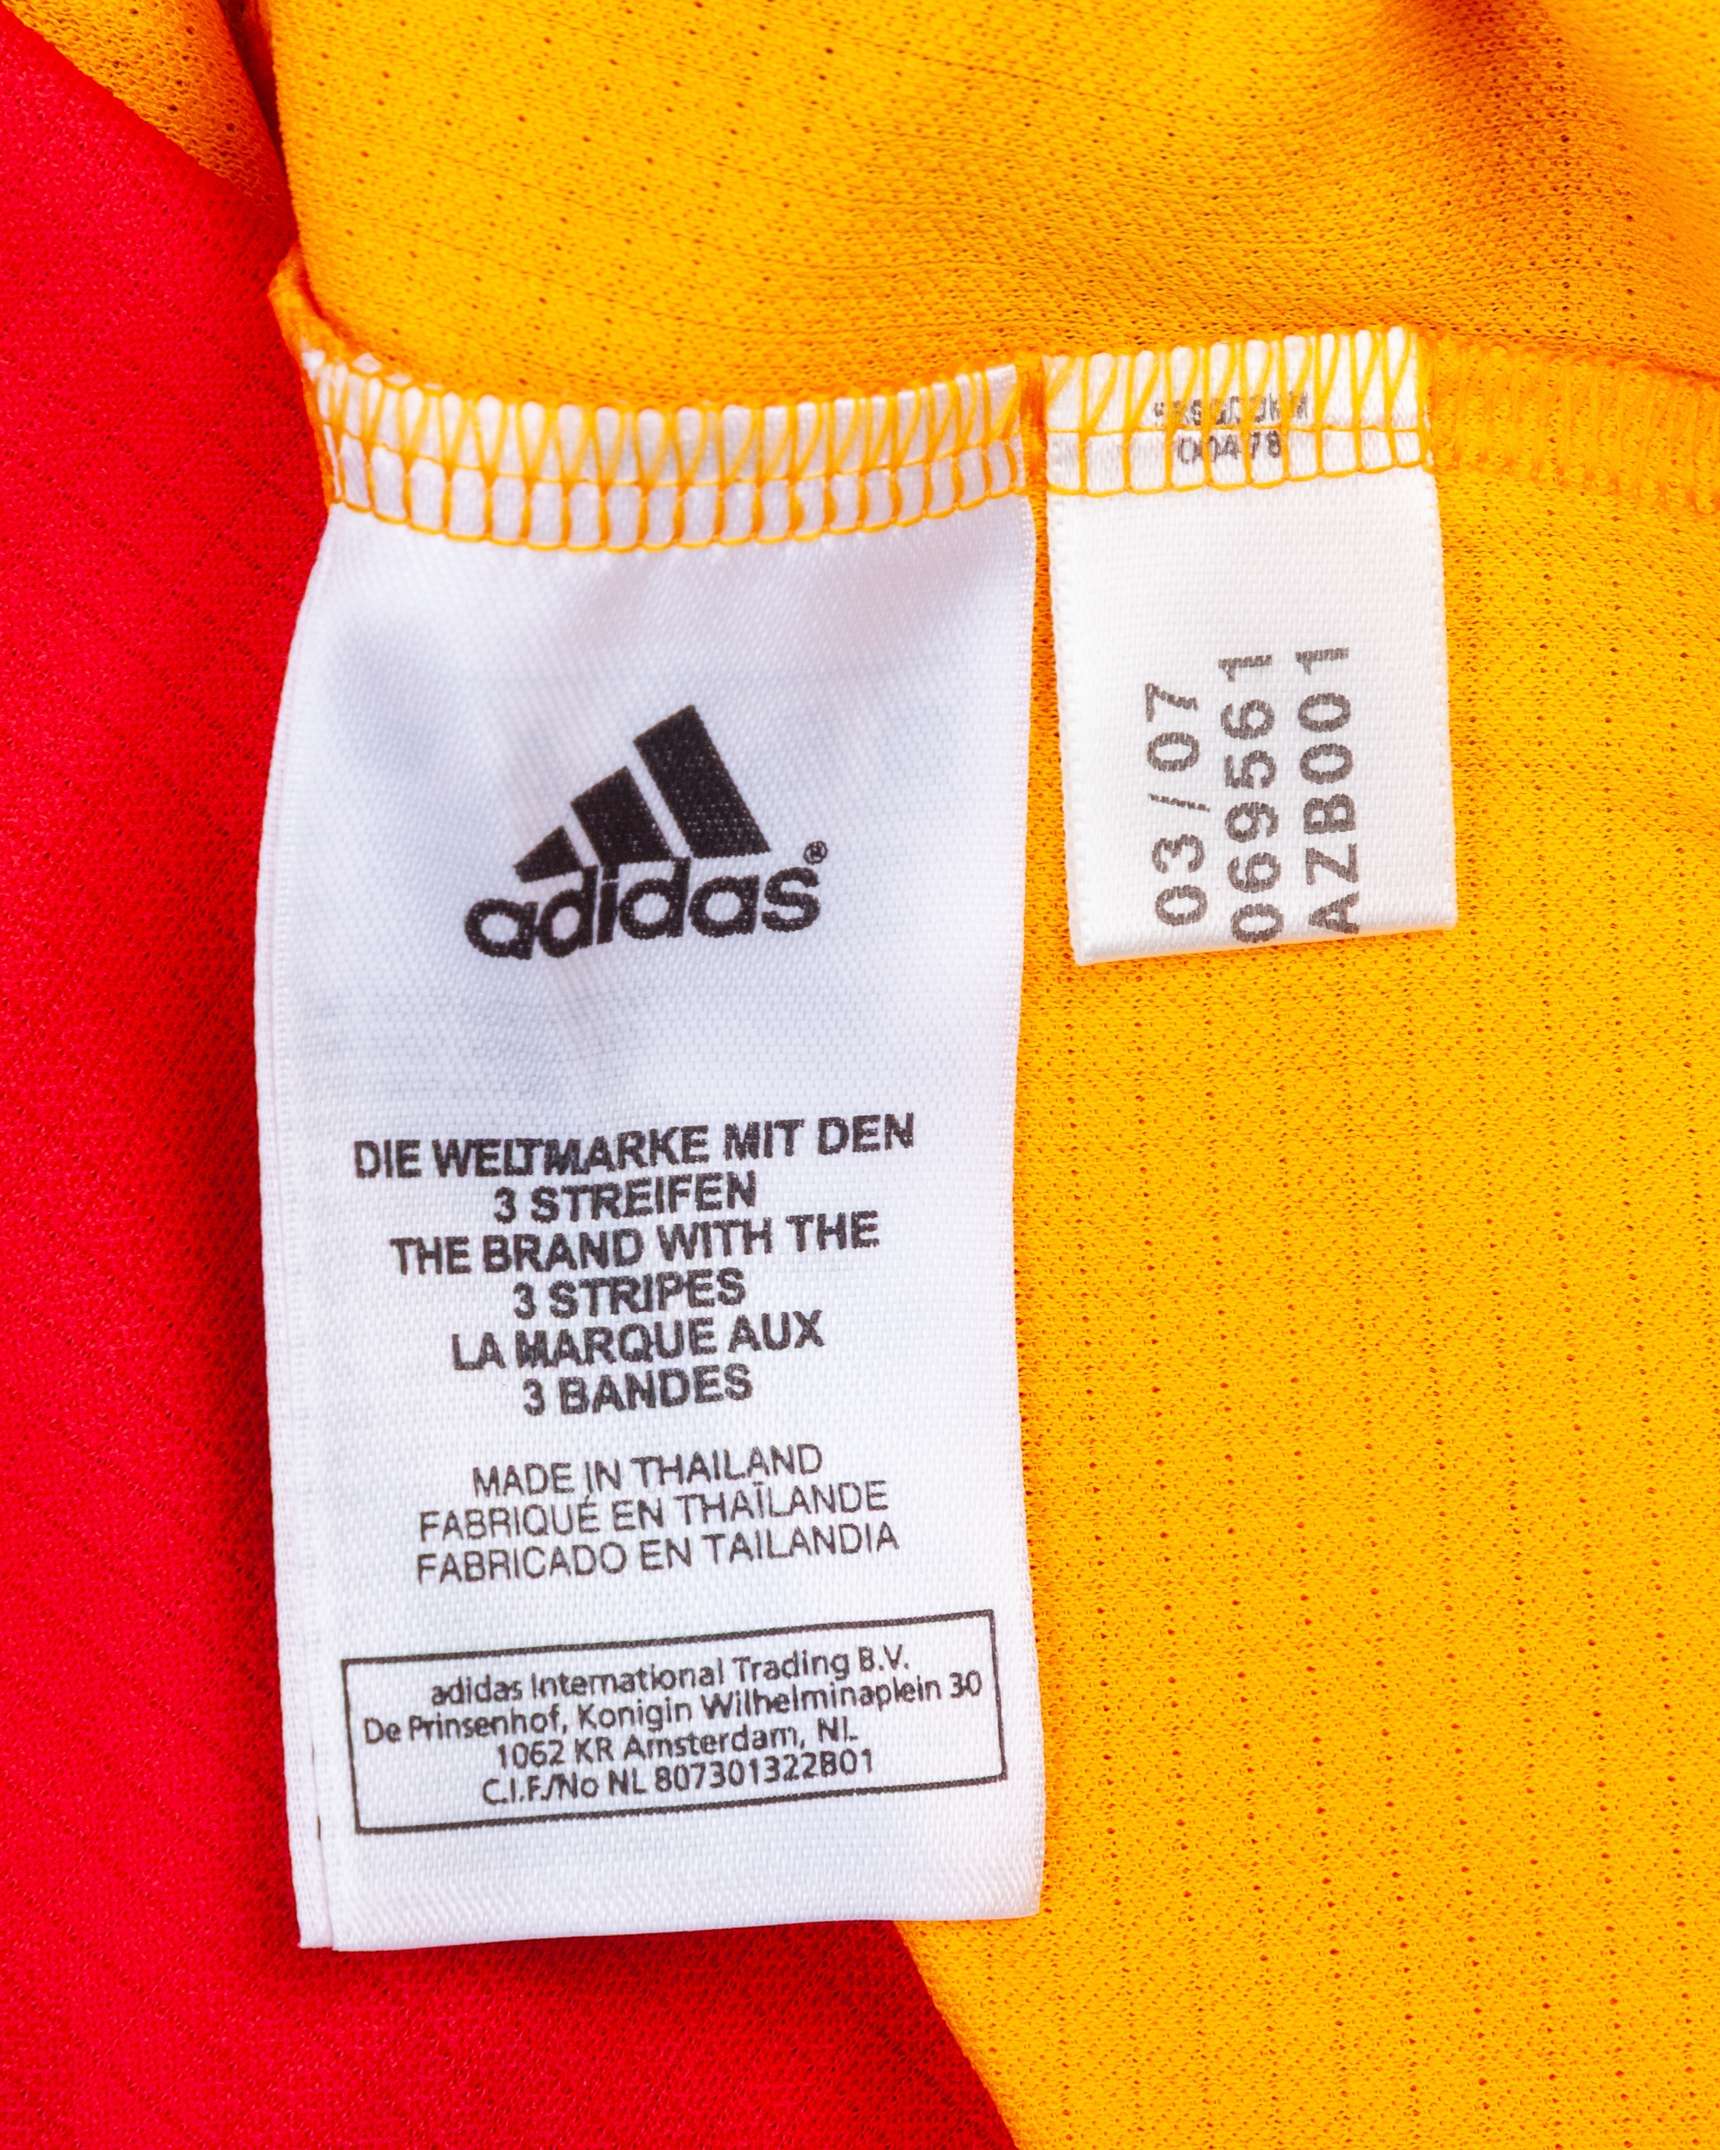 adidas®
DIE WELTMARKE MIT DEN
3 STREIFEN
THE BRAND WITH THE
3 STRIPES
LA MARQUE AUX
3 BANDES
MADE IN THAILAND
FABRIQUÉ EN THAÏLANDE
FABRICADO EN TAILANDIA
adidas International Trading B.V.
De Prinsenhof, Konigin Wilhelminaplein 30
1062 KR Amsterdam, NL
C.I.F./No NL 807301322B01
00478
03/07
069561
AZB001